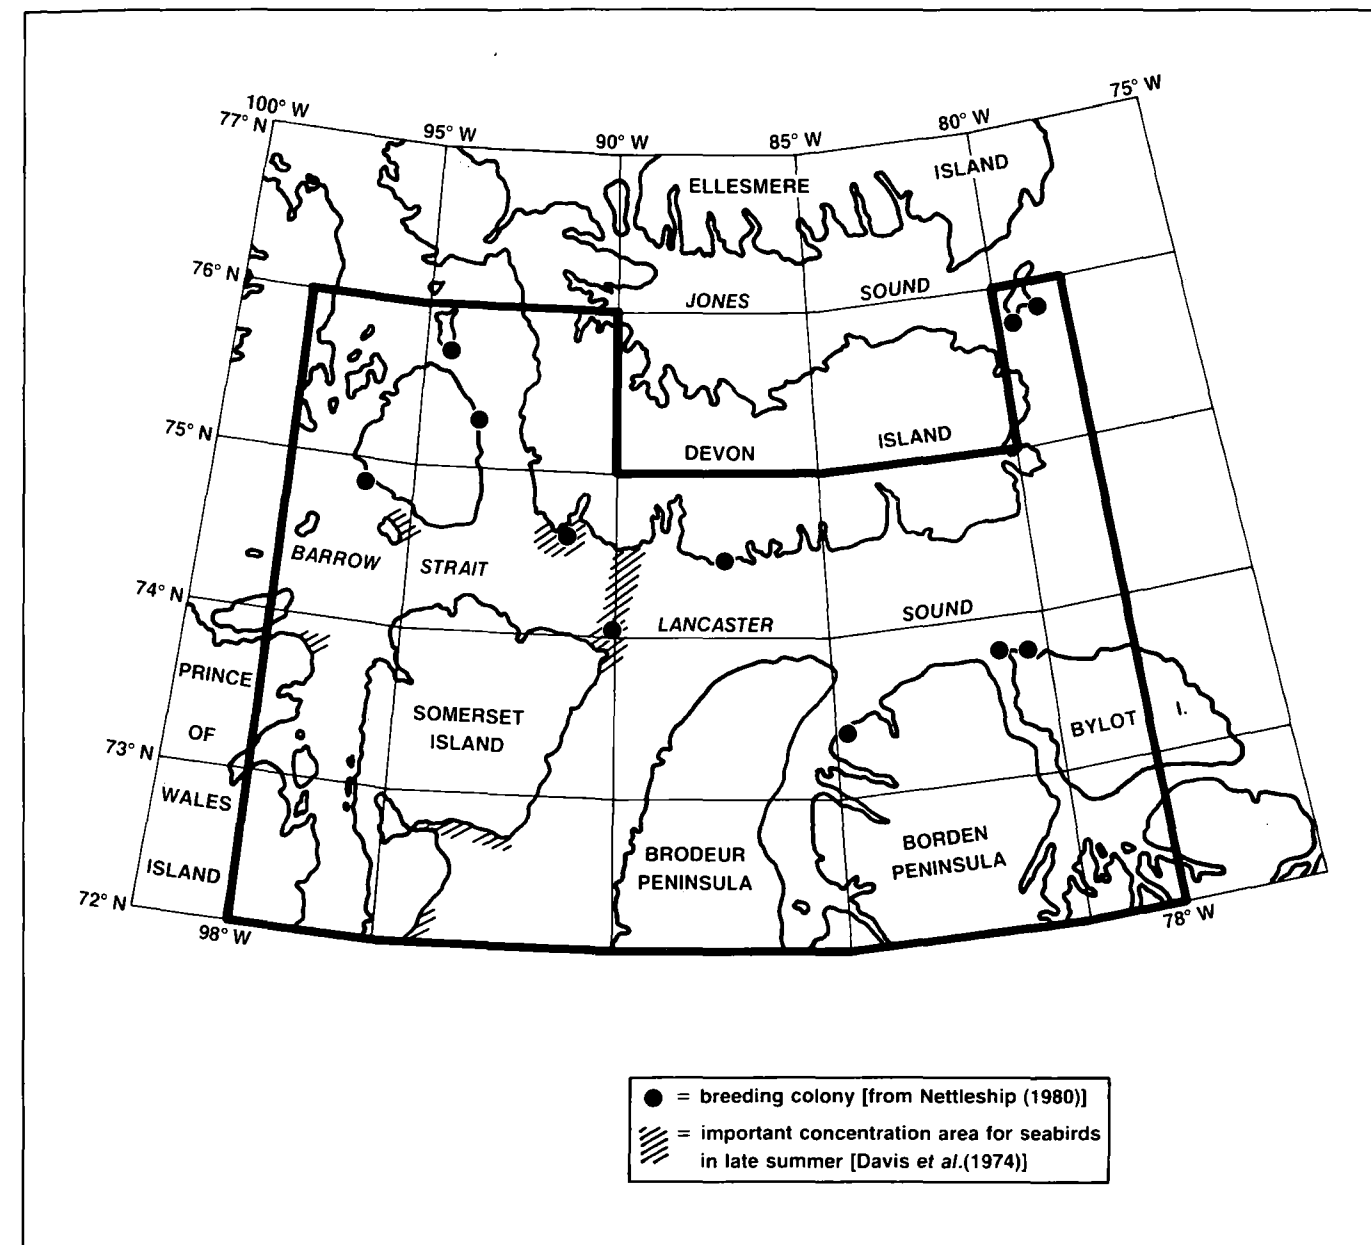 100° W
77° N
95° W
90° W
85° W
80° W
75° W
ELLESMERE
ISLAND
76° N
JONES
SOUND
75° N
DEVON
ISLAND
BARROW
STRAIT
74° N
LANCASTER
SOUND
PRINCE
OF
WALES
ISLAND
SOMERSET
ISLAND
BYLOT I.
73° N
BRODEUR
PENINSULA
BORDEN
PENINSULA
72° N
98° W
78° W
= breeding colony [from Nettleship (1980)]
= important concentration area for seabirds
in late summer [Davis et al.(1974)]